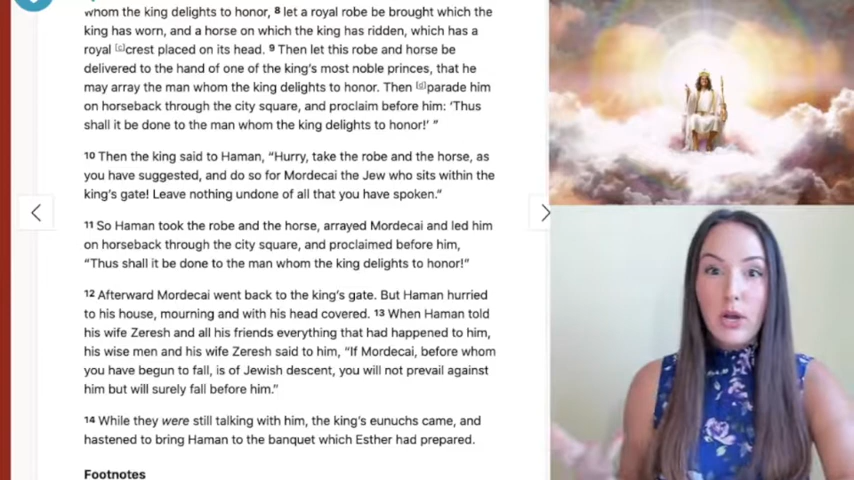 whom the king delights to honor, 8 let a royal robe be brought which the
king has worn, and a horse on which the king has ridden, which has a
royal [c]crest placed on its head. 9 Then let this robe and horse be
delivered to the hand of one of the king's most noble princes, that he
may array the man whom the king delights to honor. Then [d]parade him
on horseback through the city square, and proclaim before him: 'Thus
shall it be done to the man whom the king delights to honor!' ”
10 Then the king said to Haman, “Hurry, take the robe and the horse, as
you have suggested, and do so for Mordecai the Jew who sits within the
king's gate! Leave nothing undone of all that you have spoken.”
11 So Haman took the robe and the horse, arrayed Mordecai and led him
on horseback through the city square, and proclaimed before him,
“Thus shall it be done to the man whom the king delights to honor!”
12 Afterward Mordecai went back to the king's gate. But Haman hurried
to his house, mourning and with his head covered. 13 When Haman told
his wife Zeresh and all his friends everything that had happened to him,
his wise men and his wife Zeresh said to him, “If Mordecai, before whom
you have begun to fall, is of Jewish descent, you will not prevail against
him but will surely fall before him.”
14 While they were still talking with him, the king's eunuchs came, and
hastened to bring Haman to the banquet which Esther had prepared.
Footnotes